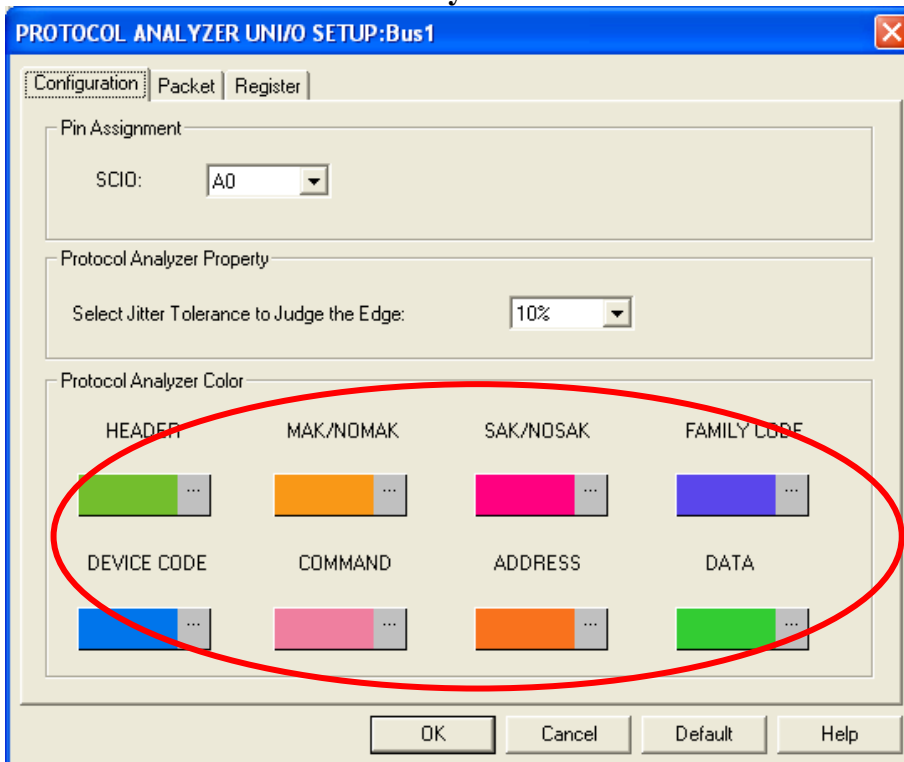 PROTOCOL ANALYZER UNI/O SETUP:Bus1
Configuration Packet Register
Pin Assignment
SCIO: A0
Protocol Analyzer Property
Select Jitter Tolerance to Judge the Edge: 10%
Protocol Analyzer Color
HEADER MAK/NOMAK SAK/NOSAK FAMILY CODE
... ... ... ...
DEVICE CODE COMMAND ADDRESS DATA
... ... ... ...
OK Cancel Default Help